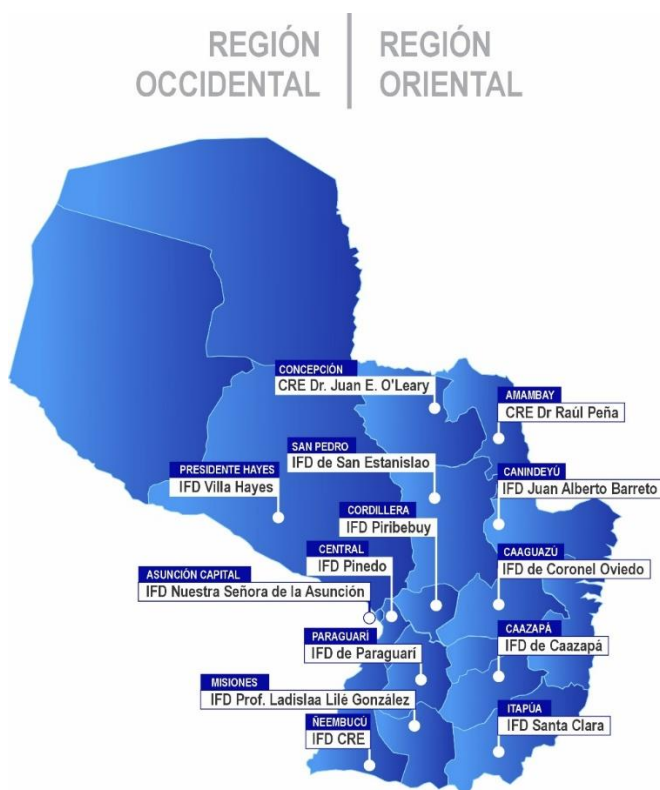 REGIÓN
OCCIDENTAL
REGIÓN
ORIENTAL
CONCEPCIÓN
CRE Dr. Juan E. O'Leary
AMAMBAY
CRE Dr Raúl Peña
SAN PEDRO
IFD de San Estanislao
PRESIDENTE HAYES
IFD Villa Hayes
CANINDEYÚ
IFD Juan Alberto Barreto
CORDILLERA
IFD Piribebuy
CENTRAL
IFD Pinedo
CAAGUAZÚ
IFD de Coronel Oviedo
ASUNCIÓN CAPITAL
IFD Nuestra Señora de la Asunción
PARAGUARÍ
IFD de Paraguarí
CAAZAPÁ
IFD de Caazapá
MISIONES
IFD Prof. Ladislaa Lilé González
ITAPÚA
IFD Santa Clara
ÑEEMBUCÚ
IFD CRE